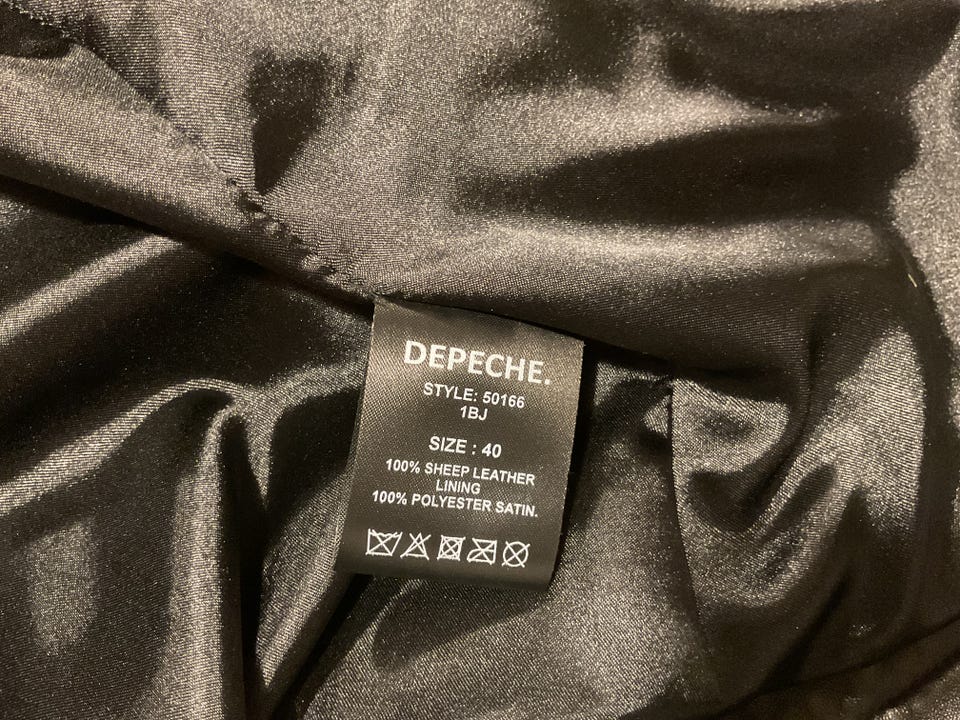 DEPECHE.
STYLE: 50166
1BJ
SIZE : 40
100% SHEEP LEATHER
LINING
100% POLYESTER SATIN.